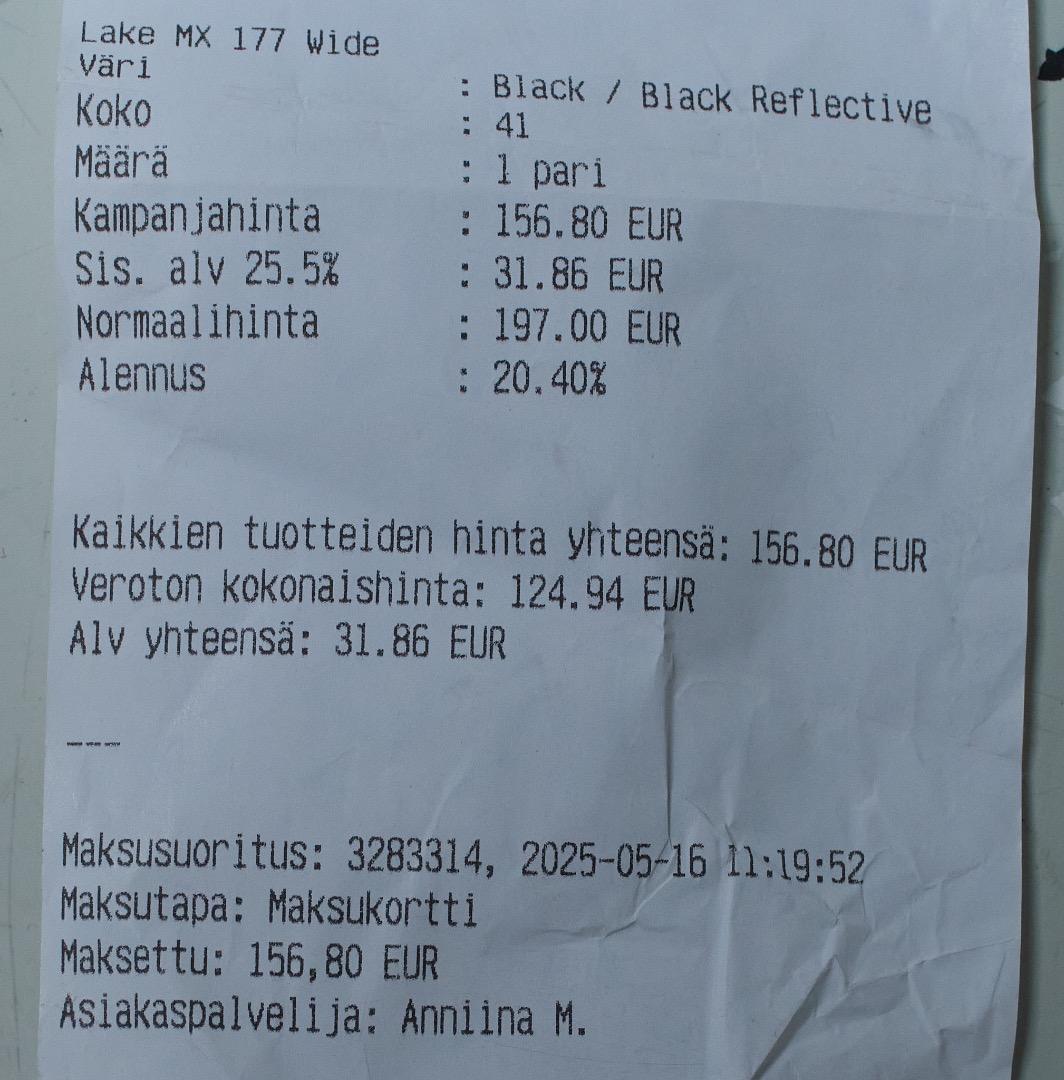 Lake MX 177 Wide
Väri : Black / Black Reflective
Koko : 41
Määrä : 1 pari
Kampanjahinta : 156.80 EUR
Sis. alv 25.5% : 31.86 EUR
Normaalihinta : 197.00 EUR
Alennus : 20.40%
Kaikkien tuotteiden hinta yhteensä: 156.80 EUR
Veroton kokonaishinta: 124.94 EUR
Alv yhteensä: 31.86 EUR
---
Maksusuoritus: 3283314, 2025-05-16 11:19:52
Maksutapa: Maksukortti
Maksettu: 156,80 EUR
Asiakaspalvelija: Anniina M.